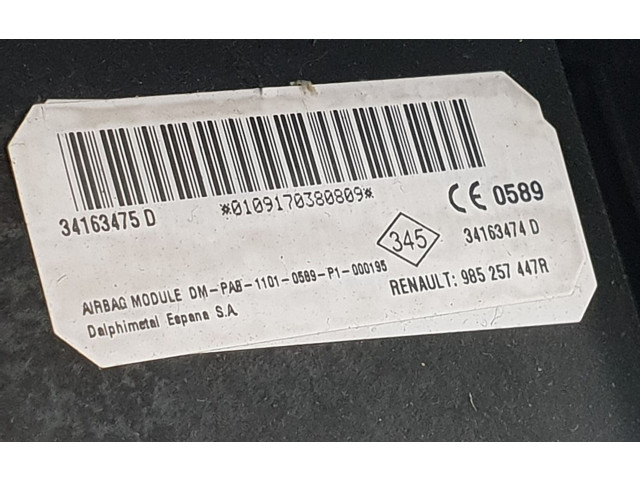 34163475 D *0109170380809* CE 0589
345 34163474 D
AIRBAG MODULE DM-PAB-1101-0589-P1-000195 RENAULT: 985 257 447R
Dalphimetal Espana S.A.